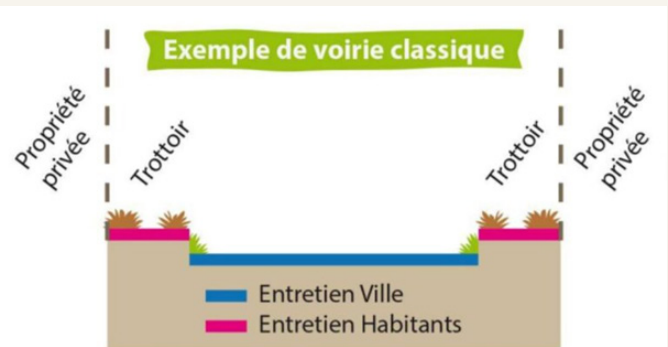 Exemple de voirie classique
Propriété
privée
Trottoir
Trottoir
Propriété
privée
Entretien Ville
Entretien Habitants